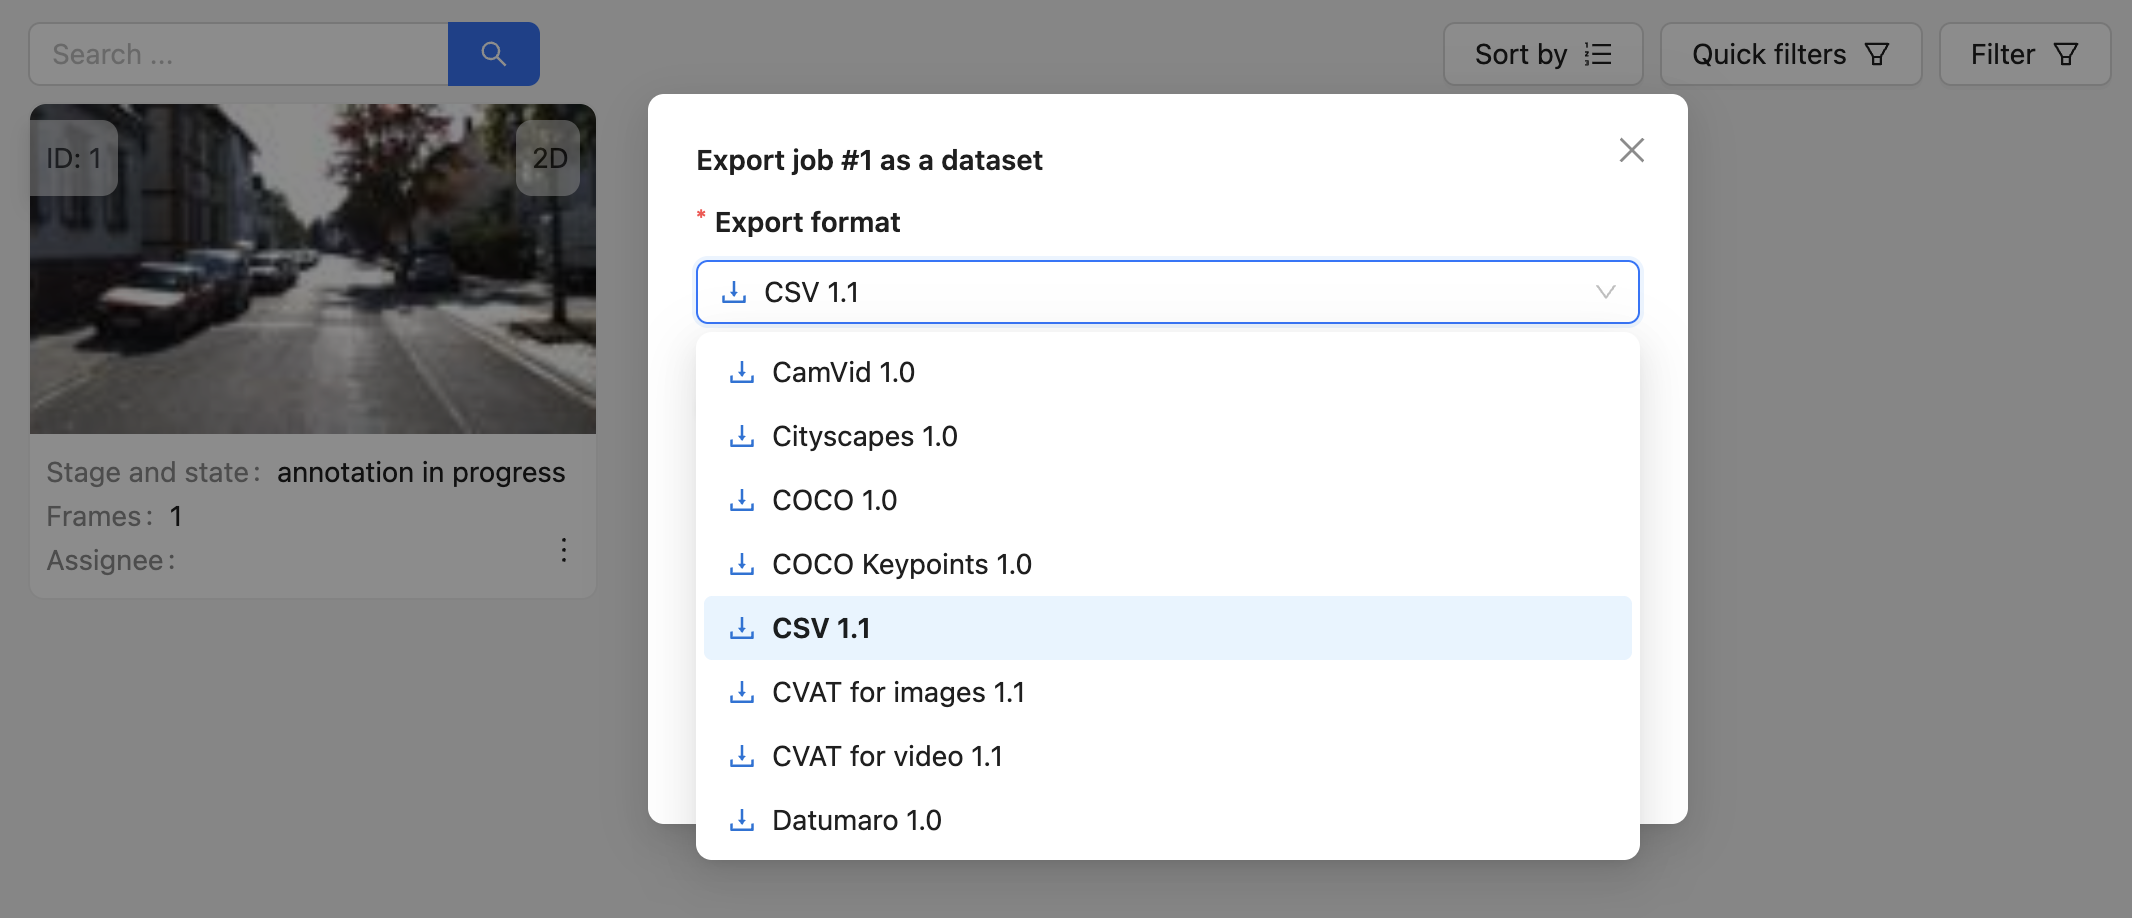 Search ...
Sort by
Quick filters
Filter
ID: 1
2D
Stage and state: annotation in progress
Frames: 1
Assignee:
Export job #1 as a dataset
* Export format
CSV 1.1
CamVid 1.0
Cityscapes 1.0
COCO 1.0
COCO Keypoints 1.0
CSV 1.1
CVAT for images 1.1
CVAT for video 1.1
Datumaro 1.0